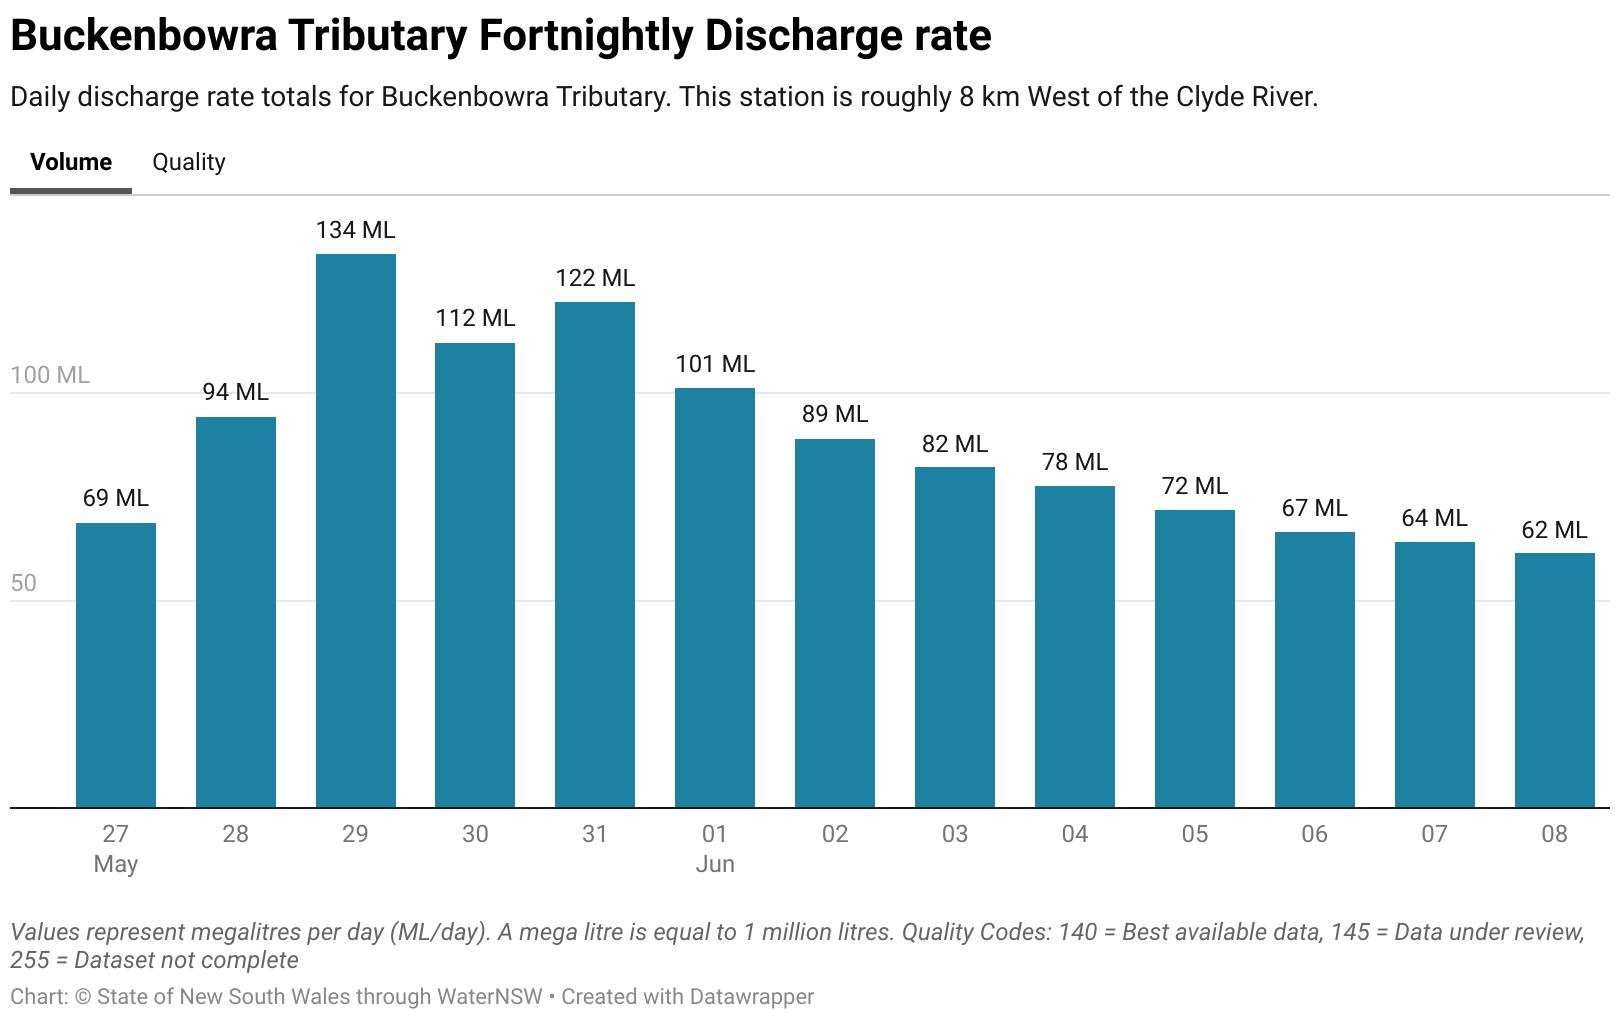 Buckenbowra Tributary Fortnightly Discharge rate
Daily discharge rate totals for Buckenbowra Tributary. This station is roughly 8 km West of the Clyde River.
Volume Quality
134 ML
122 ML
112 ML
101 ML
100 ML
94 ML
89 ML
82 ML
78 ML
72 ML
69 ML
67 ML
64 ML
62 ML
50
27 28 29 30 31 01 02 03 04 05 06 07 08
May Jun
Values represent megalitres per day (ML/day). A mega litre is equal to 1 million litres. Quality Codes: 140 = Best available data, 145 = Data under review,
255 = Dataset not complete
Chart: © State of New South Wales through WaterNSW • Created with Datawrapper